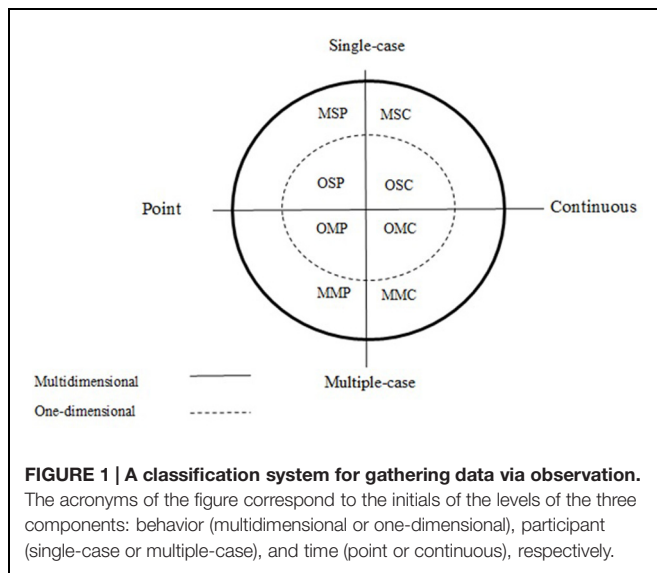 Single-case
MSP MSC
OSP OSC
Point Continuous
OMP OMC
MMP MMC
Multidimensional
Multiple-case
One-dimensional
FIGURE 1 | A classification system for gathering data via observation.
The acronyms of the figure correspond to the initials of the levels of the three
components: behavior (multidimensional or one-dimensional), participant
(single-case or multiple-case), and time (point or continuous), respectively.